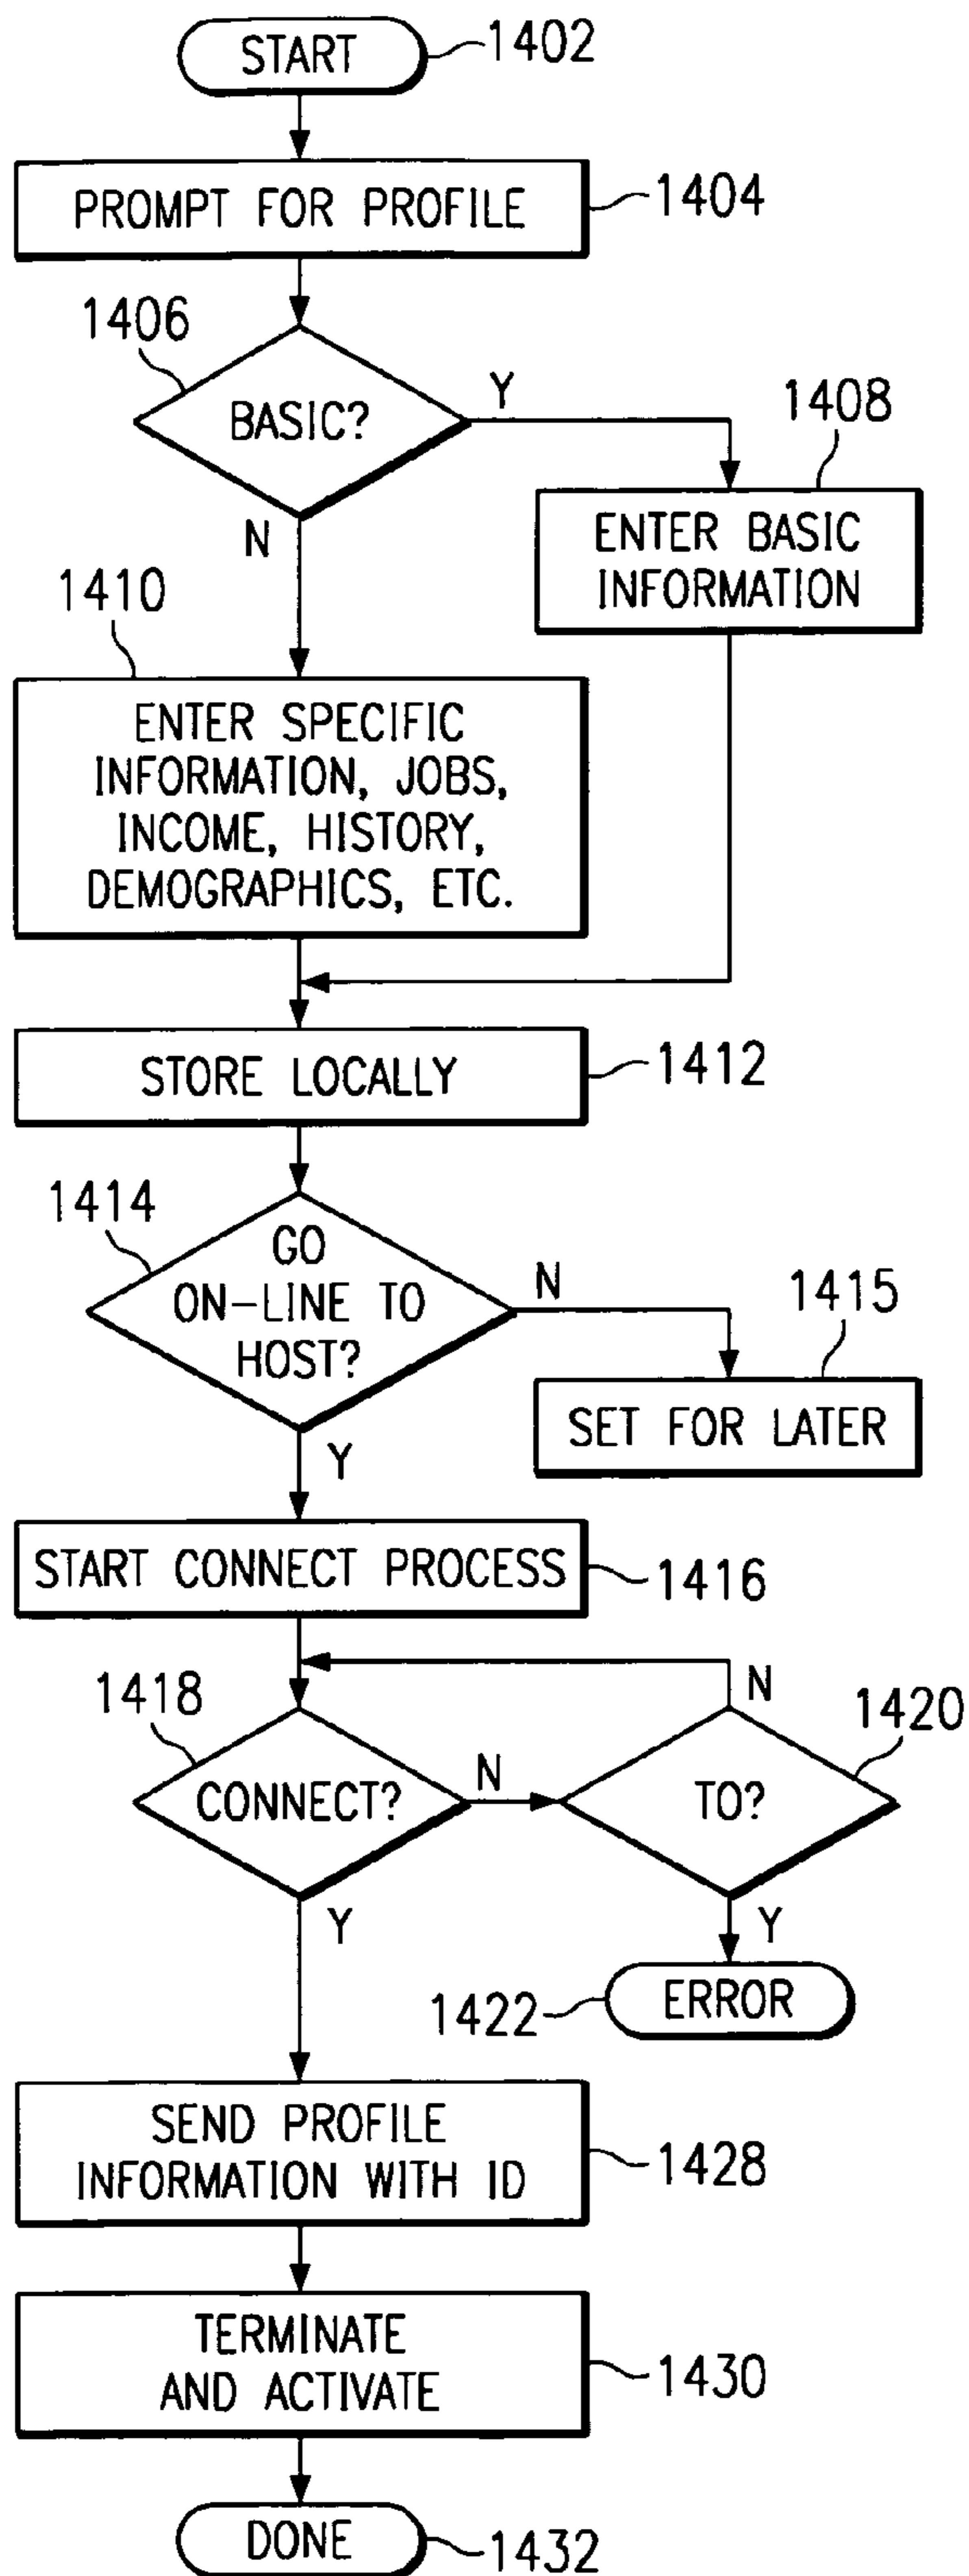 START
1402
PROMPT FOR PROFILE
1404
1406
BASIC?
Y
N
1408
ENTER BASIC
INFORMATION
1410
ENTER SPECIFIC
INFORMATION, JOBS,
INCOME, HISTORY,
DEMOGRAPHICS, ETC.
STORE LOCALLY
1412
1414
GO
ON-LINE TO
HOST?
N
Y
1415
SET FOR LATER
START CONNECT PROCESS
1416
1418
CONNECT?
N
Y
N
1420
TO?
Y
1422
ERROR
SEND PROFILE
INFORMATION WITH ID
1428
TERMINATE
AND ACTIVATE
1430
DONE
1432